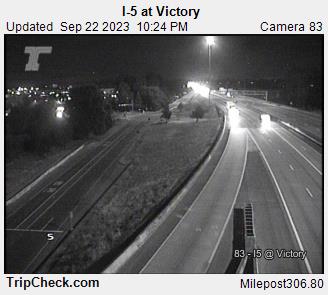 I-5 at Victory
Updated Sep 22 2023 10:24 PM Camera 83
T
S
83 - I5 @ Victory
TripCheck.com Milepost306.80